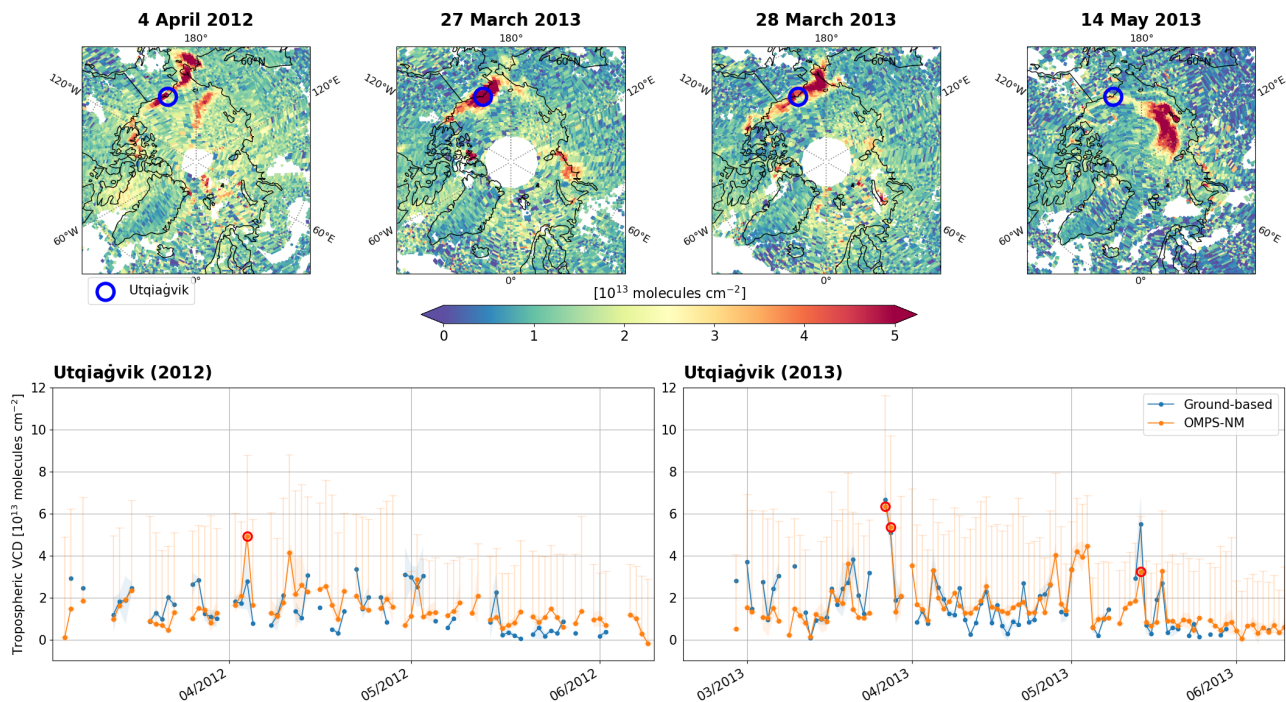 4 April 2012
27 March 2013
28 March 2013
14 May 2013
180°
60°N
120°W
120°E
60°W
60°E
0°
180°
60°N
120°W
120°E
60°W
60°E
0°
180°
60°N
120°W
120°E
60°W
60°E
0°
180°
60°N
120°W
120°E
60°W
60°E
0°
Utqiaġvik
[10¹³ molecules cm⁻²]
0 1 2 3 4 5
Utqiaġvik (2012)
Tropospheric VCD [10¹³ molecules cm⁻²]
12
10
8
6
4
2
0
04/2012
05/2012
06/2012
Utqiaġvik (2013)
Ground-based
OMPS-NM
12
10
8
6
4
2
0
03/2013
04/2013
05/2013
06/2013